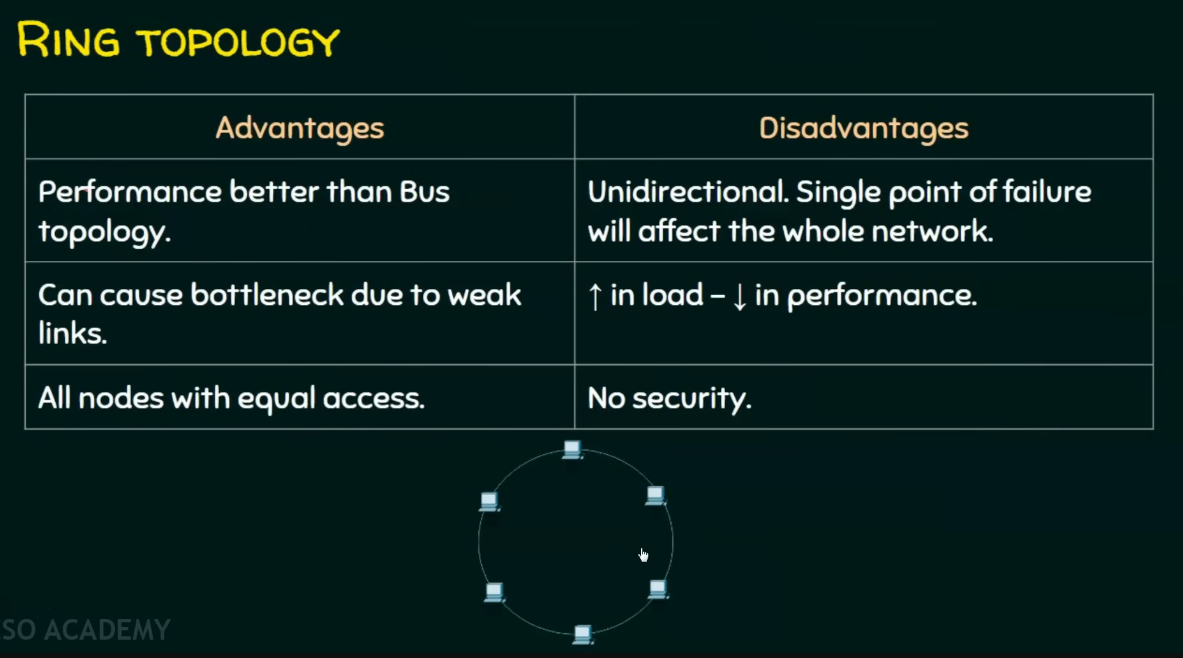 RING TOPOLOGY
Advantages
Disadvantages
Performance better than Bus
topology.
Unidirectional. Single point of failure
will affect the whole network.
Can cause bottleneck due to weak
links.
↑ in load – ↓ in performance.
All nodes with equal access.
No security.
SO ACADEMY